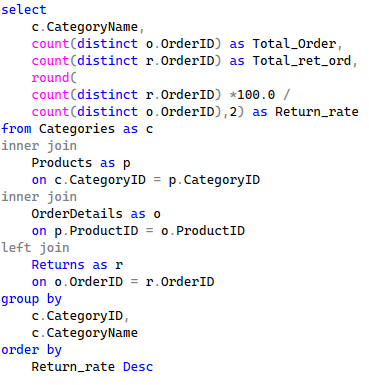 select
    c.CategoryName,
    count(distinct o.OrderID) as Total_Order,
    count(distinct r.OrderID) as Total_ret_ord,
    round(
    count(distinct r.OrderID) *100.0 /
    count(distinct o.OrderID),2) as Return_rate
from Categories as c
inner join
    Products as p
    on c.CategoryID = p.CategoryID
inner join
    OrderDetails as o
    on p.ProductID = o.ProductID
left join
    Returns as r
    on o.OrderID = r.OrderID
group by
    c.CategoryID,
    c.CategoryName
order by
    Return_rate Desc